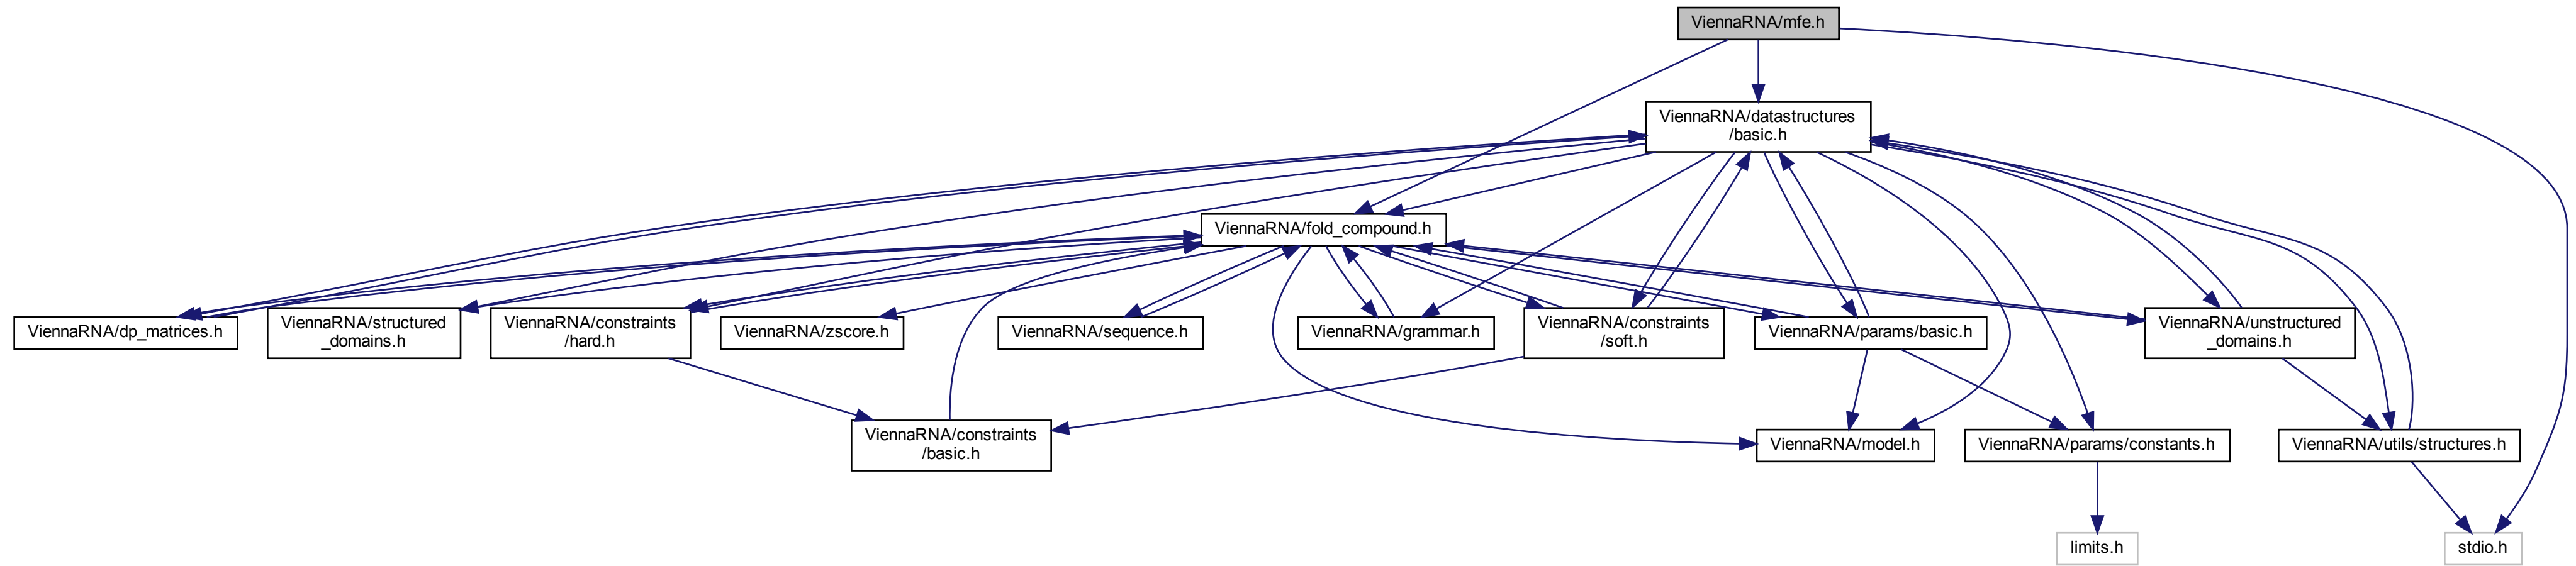 ViennaRNA/mfe.h
ViennaRNA/datastructures
/basic.h
ViennaRNA/fold_compound.h
ViennaRNA/dp_matrices.h
ViennaRNA/structured
_domains.h
ViennaRNA/constraints
/hard.h
ViennaRNA/zscore.h
ViennaRNA/sequence.h
ViennaRNA/grammar.h
ViennaRNA/constraints
/soft.h
ViennaRNA/params/basic.h
ViennaRNA/unstructured
_domains.h
ViennaRNA/constraints
/basic.h
ViennaRNA/model.h
ViennaRNA/params/constants.h
ViennaRNA/utils/structures.h
limits.h
stdio.h